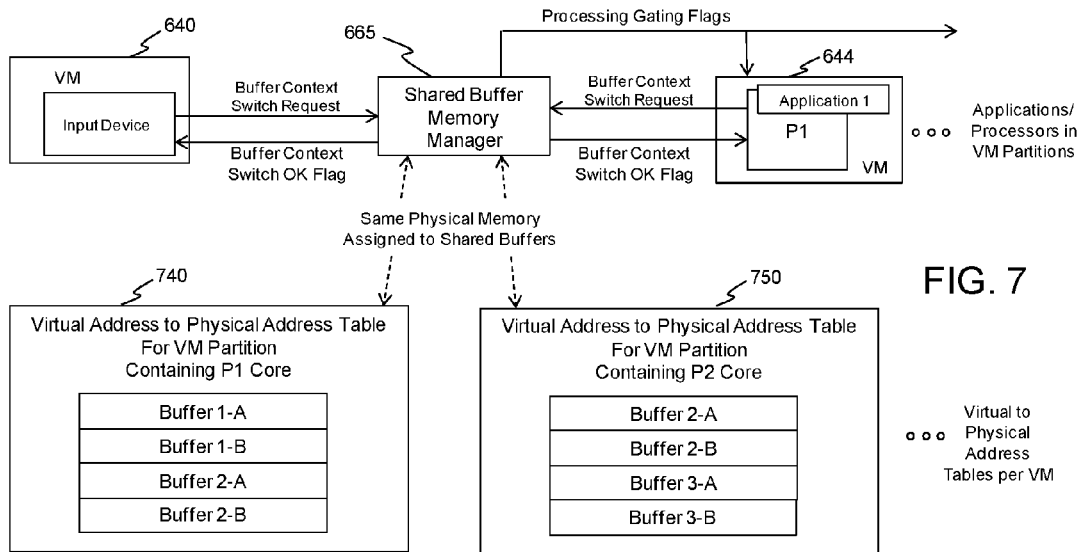 Processing Gating Flags
640
665
644
VM
Input Device
Buffer Context
Switch Request
Buffer Context
Switch OK Flag
Shared Buffer
Memory
Manager
Buffer Context
Switch Request
Buffer Context
Switch OK Flag
Application 1
P1
VM
Applications/
Processors in
VM Partitions
Same Physical Memory
Assigned to Shared Buffers
FIG. 7
740
Virtual Address to Physical Address Table
For VM Partition
Containing P1 Core
Buffer 1-A
Buffer 1-B
Buffer 2-A
Buffer 2-B
750
Virtual Address to Physical Address Table
For VM Partition
Containing P2 Core
Buffer 2-A
Buffer 2-B
Buffer 3-A
Buffer 3-B
Virtual to
Physical
Address
Tables per VM